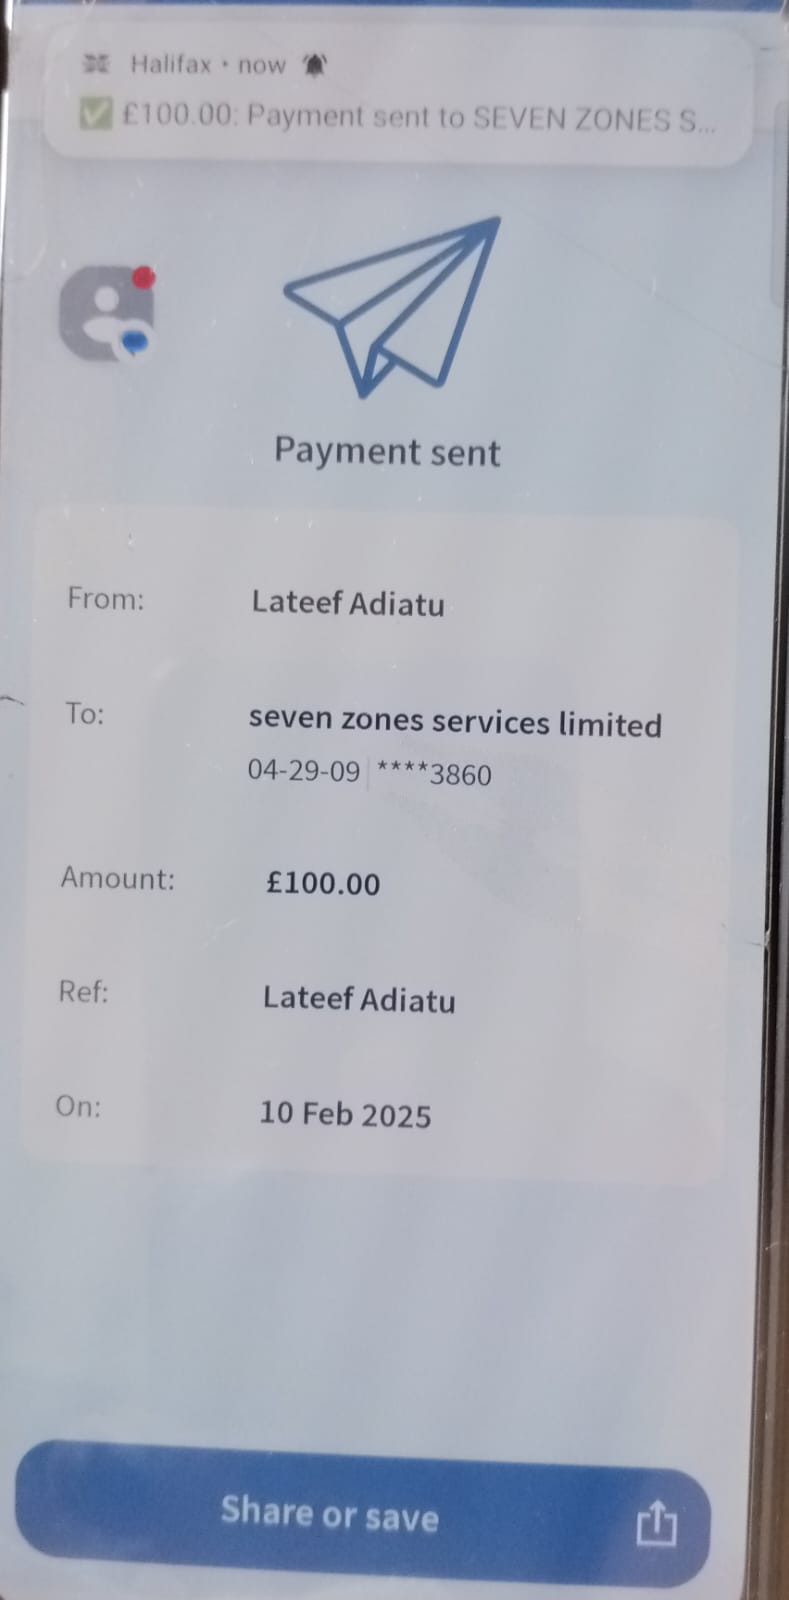 Halifax • now
✅ £100.00: Payment sent to SEVEN ZONES S...
Payment sent
From: Lateef Adiatu
To: seven zones services limited
04-29-09 | ****3860
Amount: £100.00
Ref: Lateef Adiatu
On: 10 Feb 2025
Share or save